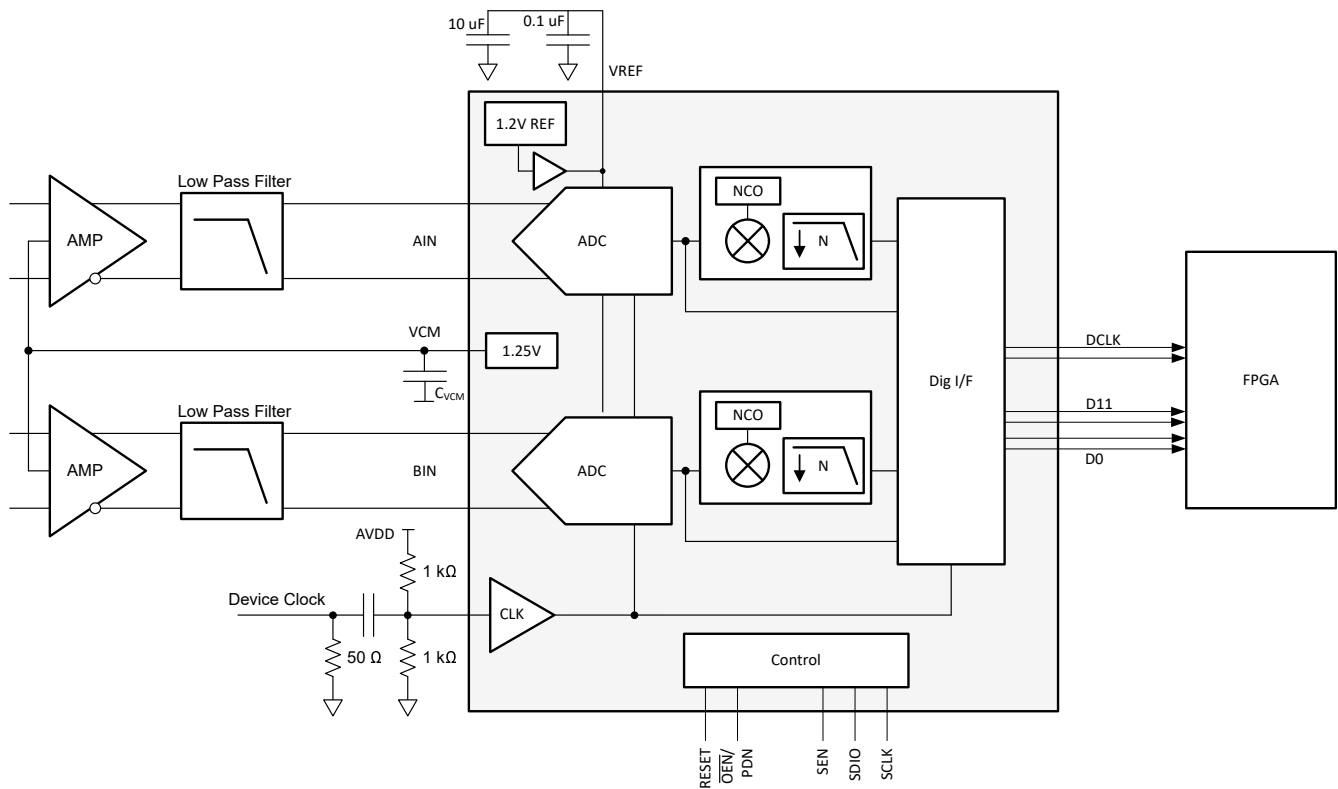 10 uF
0.1 uF
VREF
1.2V REF
Low Pass Filter
AMP
AIN
ADC
NCO
N
VCM
1.25V
CVCM
Dig I/F
DCLK
D11
D0
FPGA
Low Pass Filter
AMP
BIN
ADC
NCO
N
AVDD
1 kΩ
Device Clock
CLK
50 Ω
1 kΩ
Control
RESET
OEN/
PDN
SEN
SDIO
SCLK